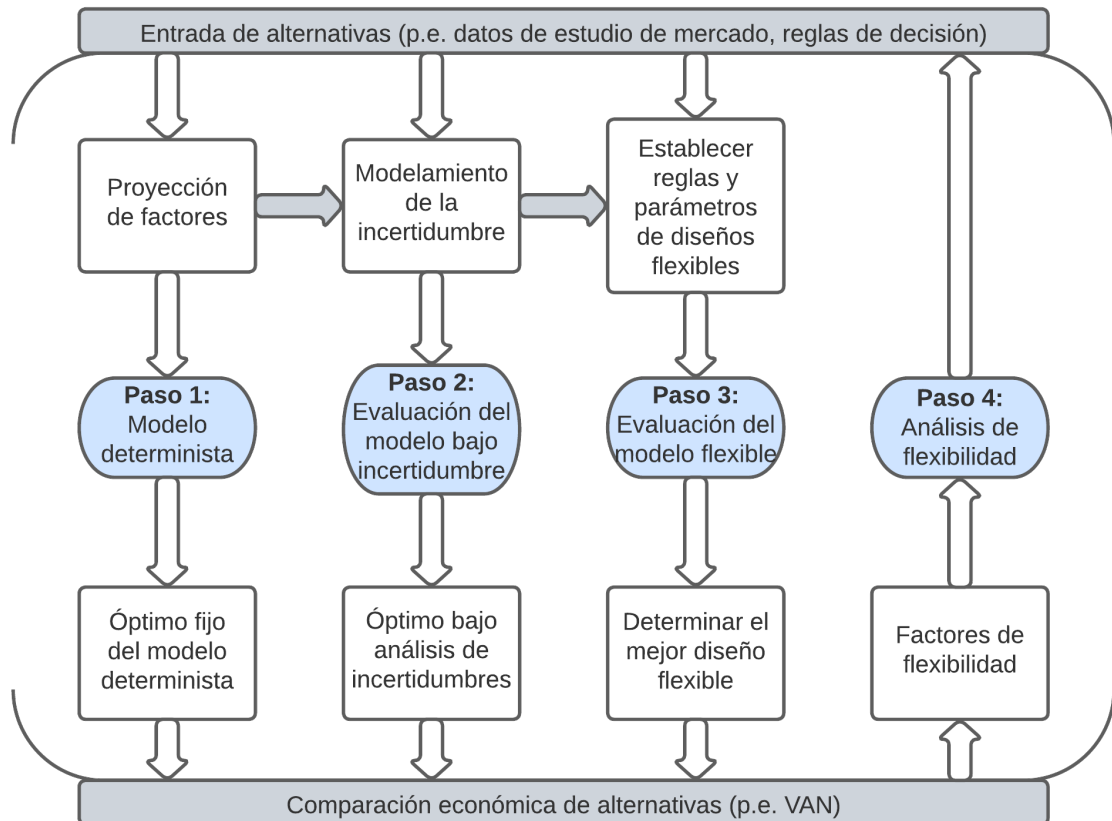 Entrada de alternativas (p.e. datos de estudio de mercado, reglas de decisión)
Proyección
de factores
Modelamiento
de la
incertidumbre
Establecer
reglas y
parámetros
de diseños
flexibles
Paso 1:
Modelo
determinista
Paso 2:
Evaluación del
modelo bajo
incertidumbre
Paso 3:
Evaluación del
modelo flexible
Paso 4:
Análisis de
flexibilidad
Óptimo fijo
del modelo
determinista
Óptimo bajo
análisis de
incertidumbres
Determinar el
mejor diseño
flexible
Factores de
flexibilidad
Comparación económica de alternativas (p.e. VAN)